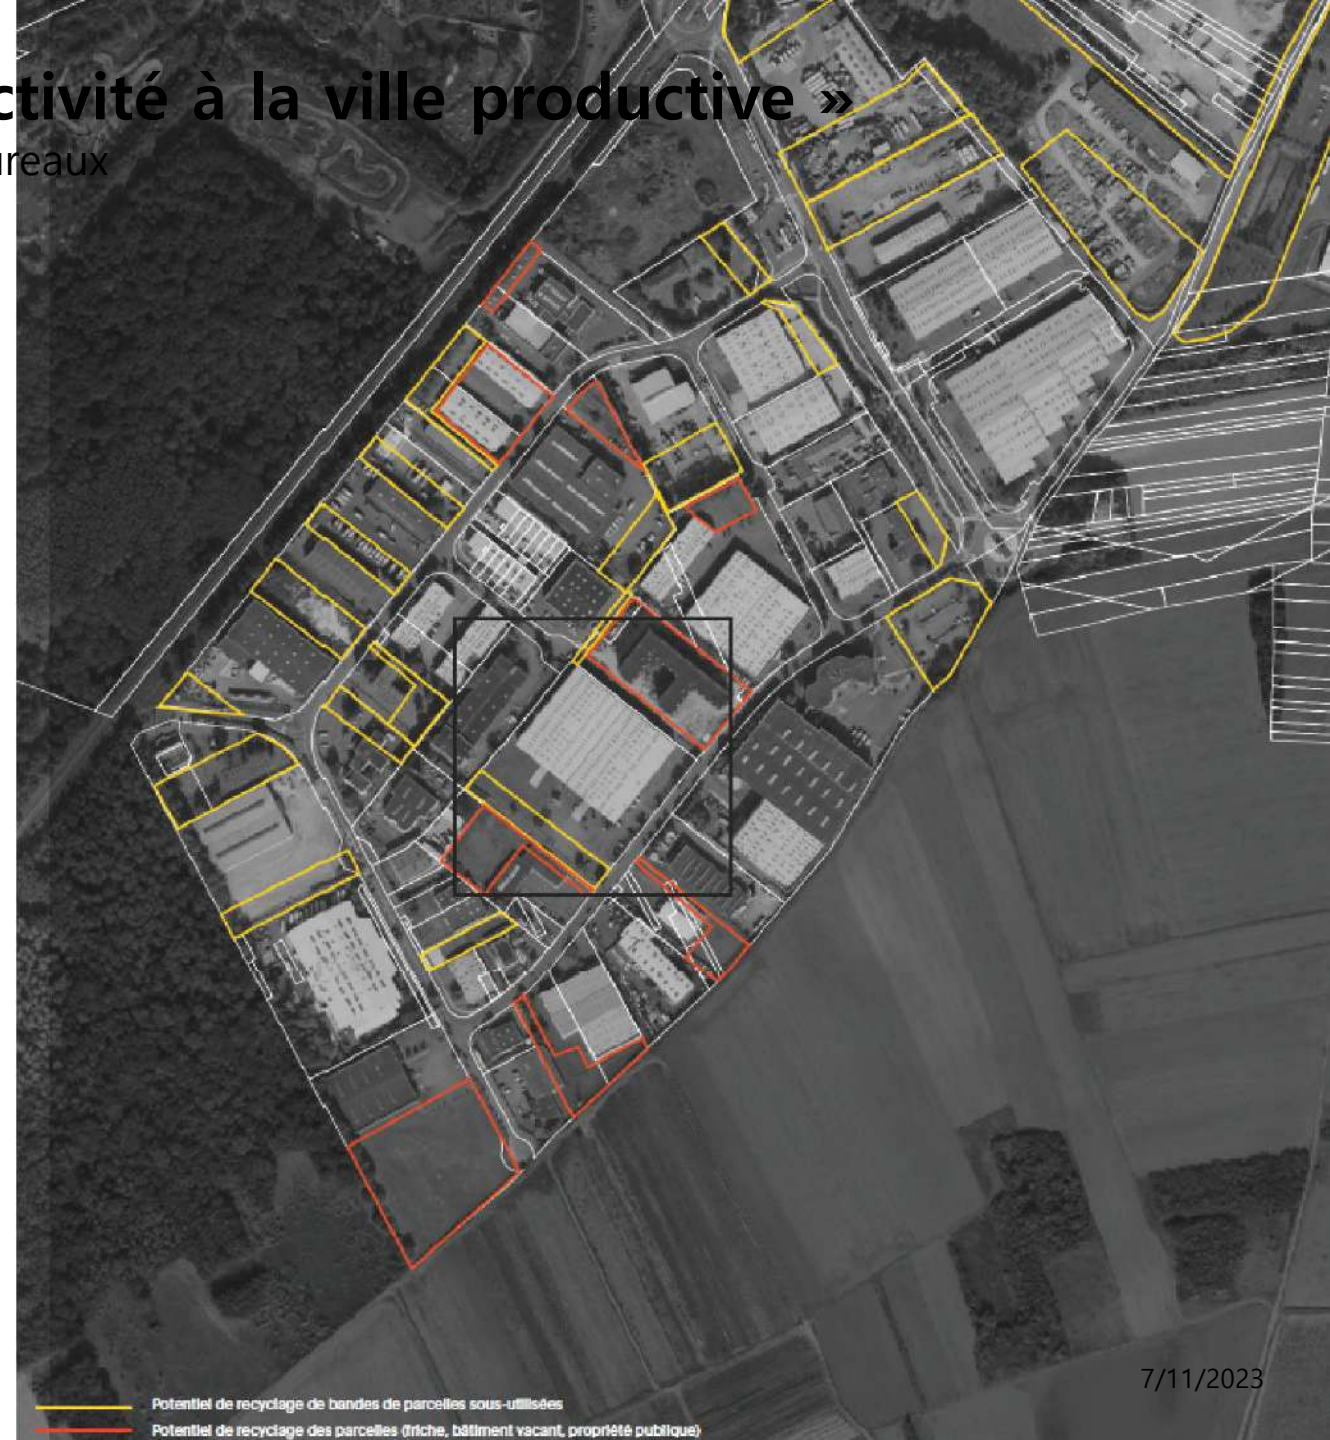 ctivité à la ville productive »
ureaux
7/11/2023
Potentiel de recyclage de bandes de parcelles sous-utilisées
Potentiel de recyclage des parcelles (friche, bâtiment vacant, propriété publique)